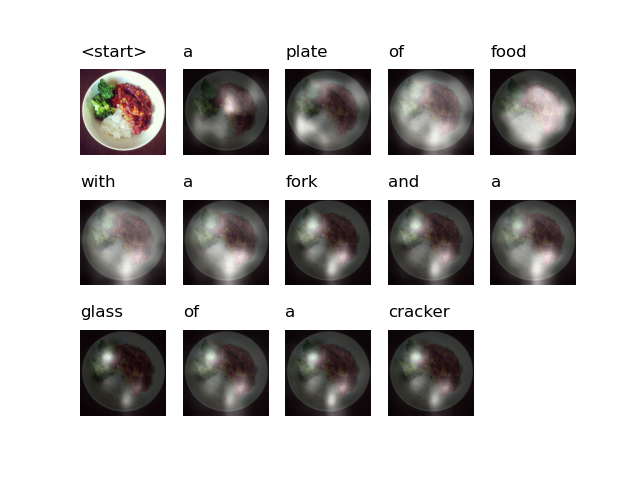 <start> a plate of food
with a fork and a
glass of a cracker